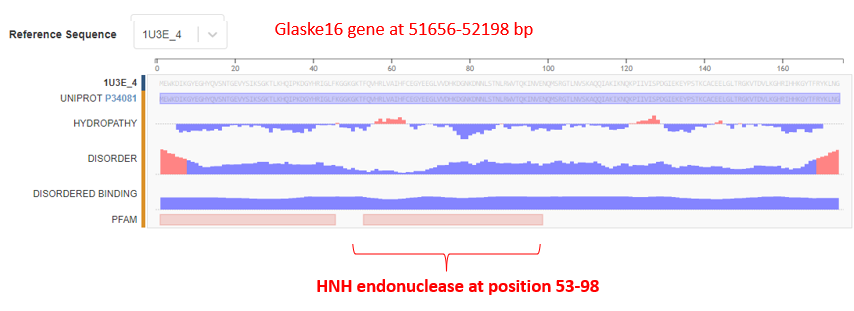 Glaske16 gene at 51656-52198 bp
Reference Sequence 1U3E_4
0 20 40 60 80 100 120 140 160
1U3E_4
UNIPROT P34081
HYDROPATHY
DISORDER
DISORDERED BINDING
PFAM
HNH endonuclease at position 53-98